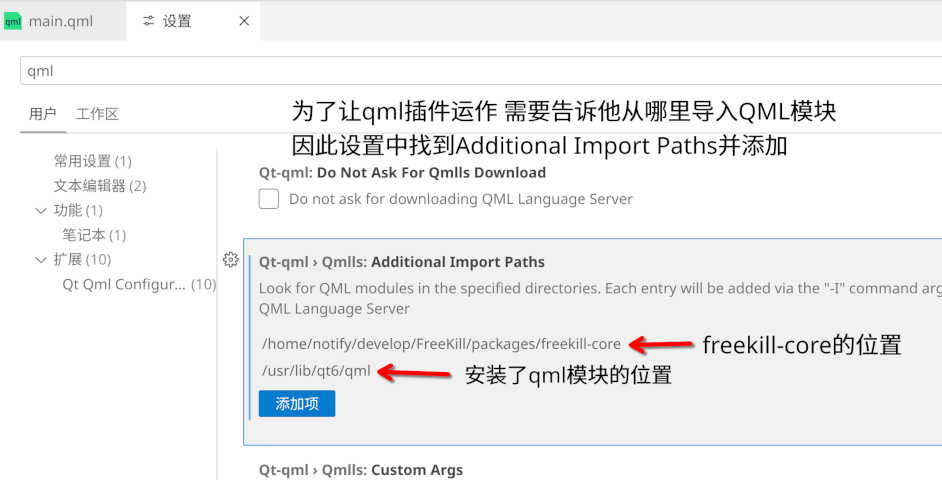 qml main.qml
设置
qml
用户 工作区
为了让qml插件运作 需要告诉他从哪里导入QML模块
因此设置中找到Additional Import Paths并添加
常用设置 (1)
文本编辑器 (2)
功能 (1)
笔记本 (1)
扩展 (10)
Qt Qml Configur... (10)
Qt-qml: Do Not Ask For Qmlls Download
Do not ask for downloading QML Language Server
Qt-qml › Qmlls: Additional Import Paths
Look for QML modules in the specified directories. Each entry will be added via the "-I" command arg
QML Language Server
/home/notify/develop/FreeKill/packages/freekill-core
freekill-core的位置
/usr/lib/qt6/qml
安装了qml模块的位置
添加项
Qt-qml › Qmlls: Custom Args